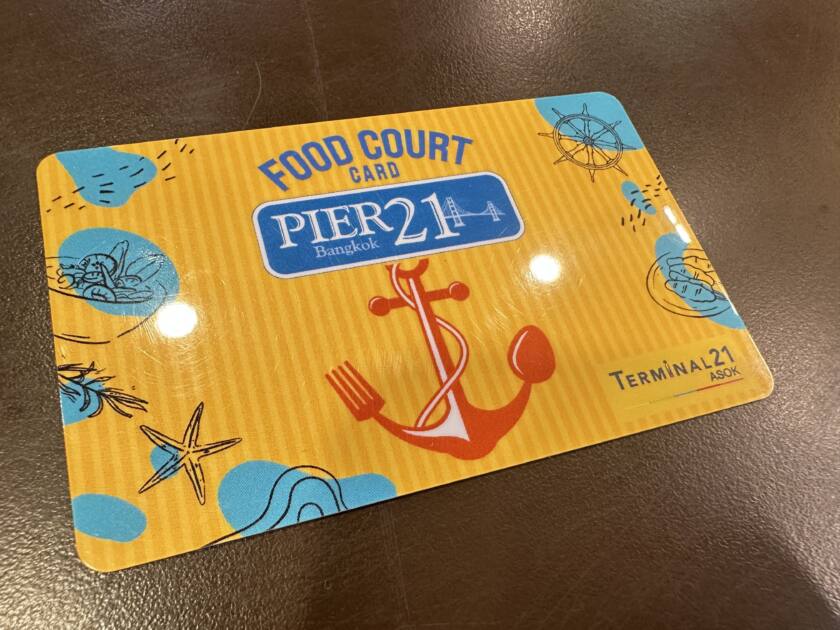 FOOD COURT
CARD
PIER21
Bangkok
TERMINAL21
ASOK